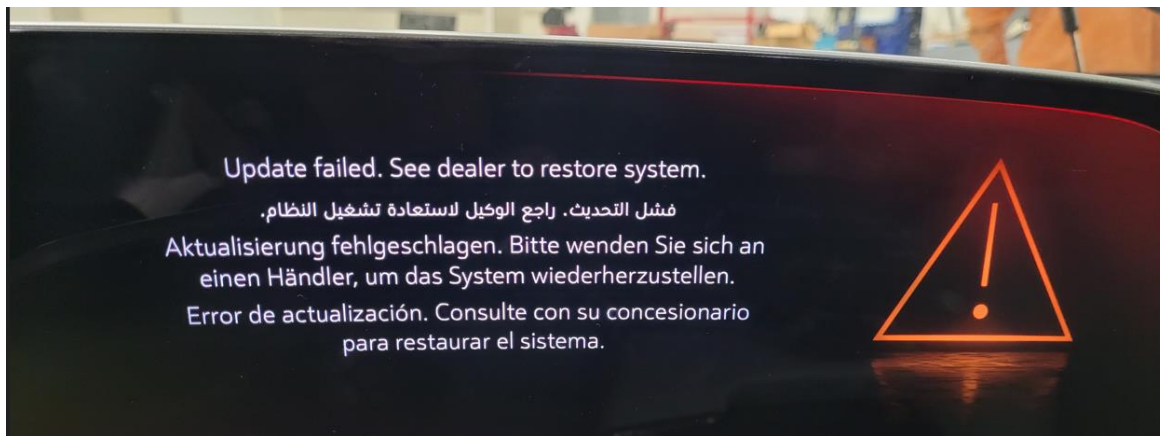 Update failed. See dealer to restore system.
فشل التحديث. راجع الوكيل لاستعادة تشغيل النظام.
Aktualisierung fehlgeschlagen. Bitte wenden Sie sich an
einen Händler, um das System wiederherzustellen.
Error de actualización. Consulte con su concesionario
para restaurar el sistema.